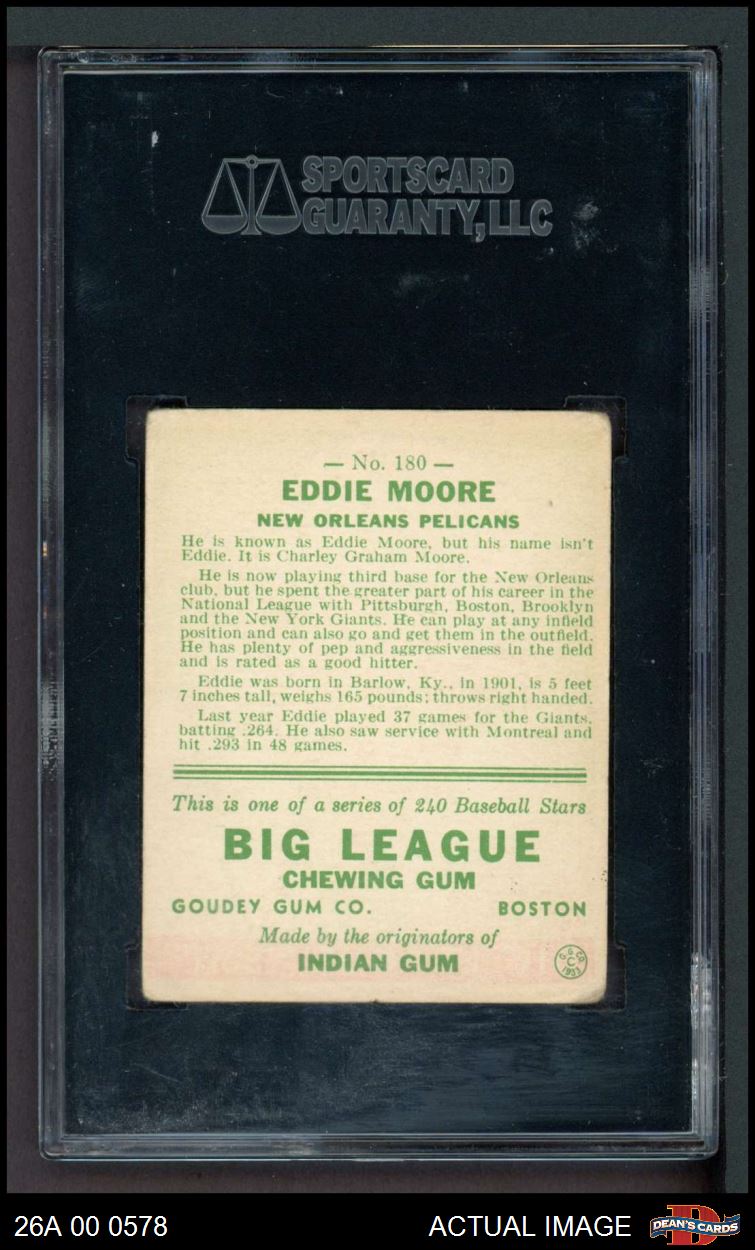 SPORTSCARD
GUARANTY, LLC
— No. 180 —
EDDIE MOORE
NEW ORLEANS PELICANS
He is known as Eddie Moore, but his name isn't
Eddie. It is Charley Graham Moore.
He is now playing third base for the New Orleans
club, but he spent the greater part of his career in the
National League with Pittsburgh, Boston, Brooklyn
and the New York Giants. He can play at any infield
position and can also go and get them in the outfield.
He has plenty of pep and aggressiveness in the field
and is rated as a good hitter.
Eddie was born in Barlow, Ky., in 1901, is 5 feet
7 inches tall, weighs 165 pounds; throws right handed.
Last year Eddie played 37 games for the Giants,
batting .264. He also saw service with Montreal and
hit .293 in 48 games.
This is one of a series of 240 Baseball Stars
BIG LEAGUE
CHEWING GUM
GOUDEY GUM CO. BOSTON
Made by the originators of
INDIAN GUM
G. G. CO.
C
1933
26A 00 0578 ACTUAL IMAGE
D
DEAN'S CARDS